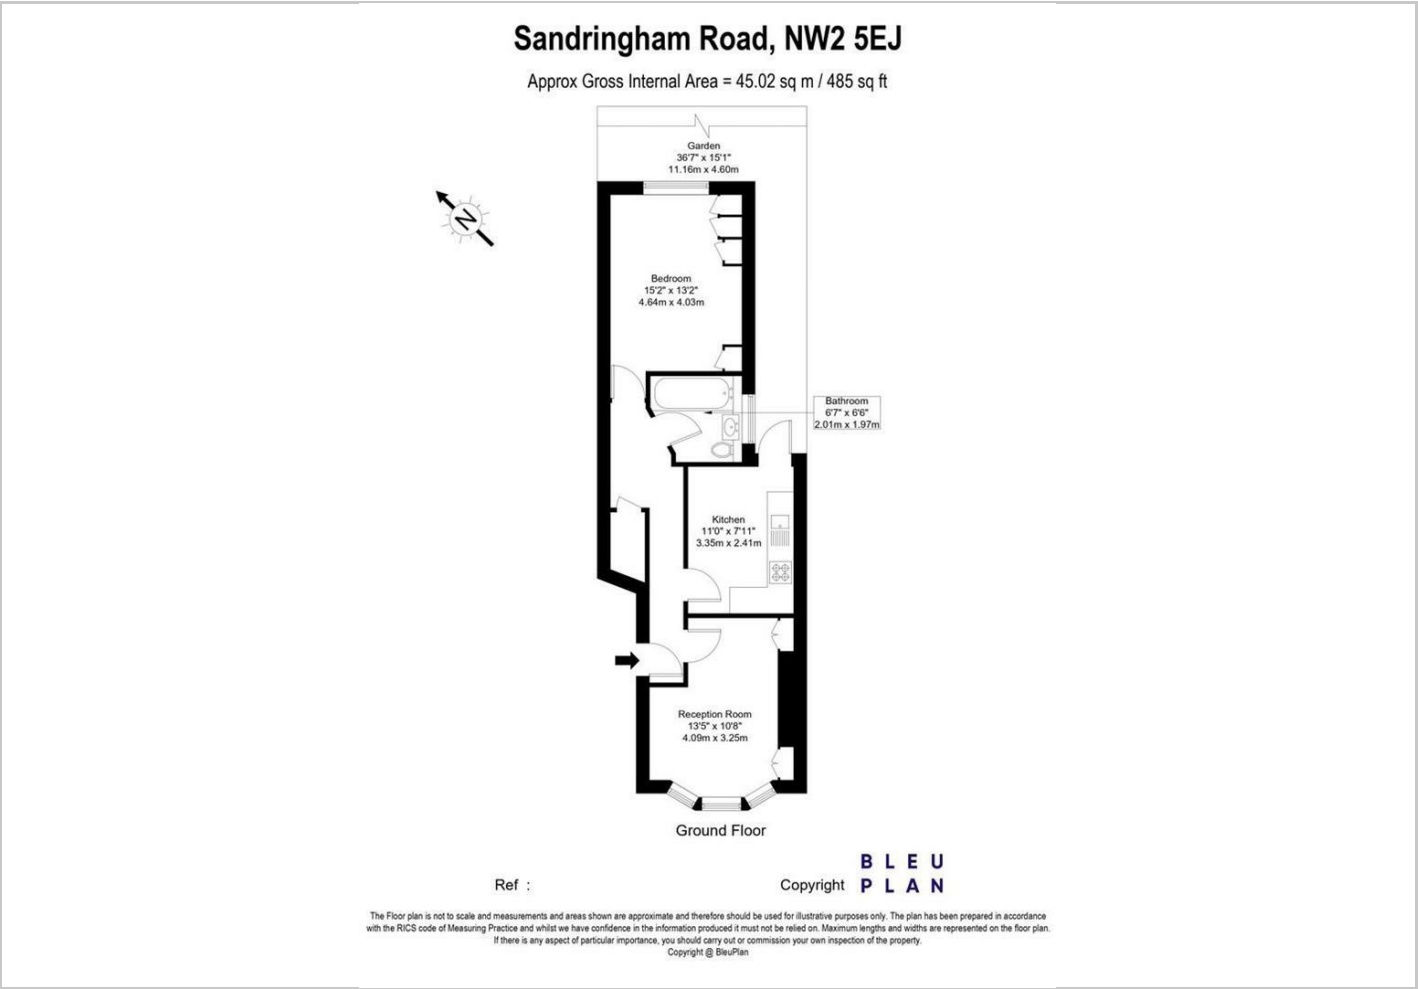 Sandringham Road, NW2 5EJ
Approx Gross Internal Area = 45.02 sq m / 485 sq ft
Garden
36'7" x 15'1"
11.16m x 4.60m
N
Bedroom
15'2" x 13'2"
4.64m x 4.03m
Bathroom
6'7" x 6'6"
2.01m x 1.97m
Kitchen
11'0" x 7'11"
3.35m x 2.41m
Reception Room
13'5" x 10'8"
4.09m x 3.25m
Ground Floor
Ref :
Copyright
BLEU
PLAN
The Floor plan is not to scale and measurements and areas shown are approximate and therefore should be used for illustrative purposes only. The plan has been prepared in accordance
with the RICS code of Measuring Practice and whilst we have confidence in the information produced it must not be relied on. Maximum lengths and widths are represented on the floor plan.
If there is any aspect of particular importance, you should carry out or commission your own inspection of the property.
Copyright @ BleuPlan